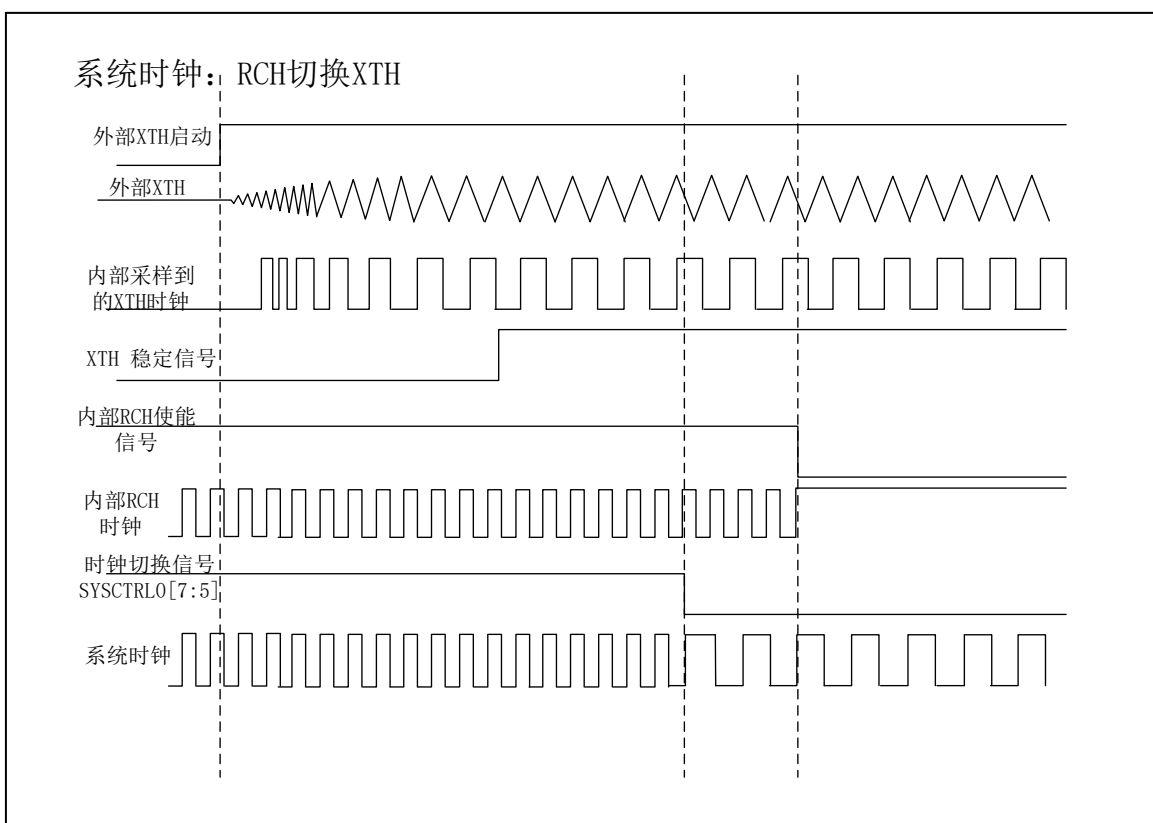 系统时钟：RCH切换XTH
外部XTH启动
外部XTH
内部采样到
的XTH时钟
XTH 稳定信号
内部RCH使能
信号
内部RCH
时钟
时钟切换信号
SYSCTRL0[7:5]
系统时钟